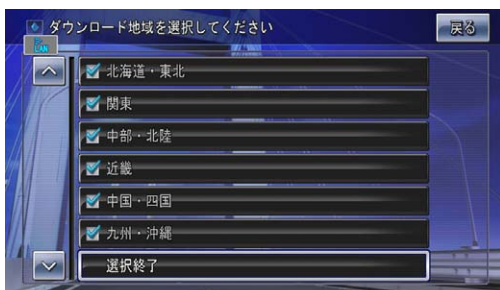 ダウンロード地域を選択してください
戻る
LAN
北海道・東北
関東
中部・北陸
近畿
中国・四国
九州・沖縄
選択終了